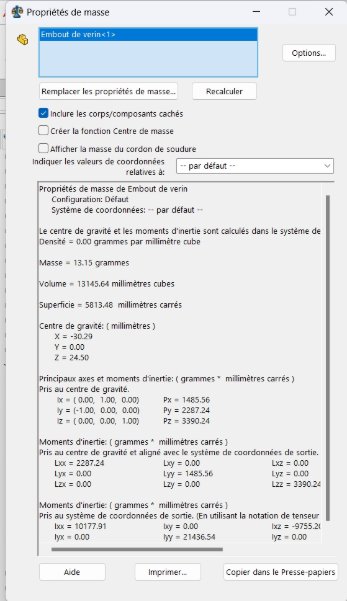 Propriétés de masse
Embout de verin<1>
Options...
Remplacer les propriétés de masse...
Recalculer
Inclure les corps/composants cachés
Créer la fonction Centre de masse
Afficher la masse du cordon de soudure
Indiquer les valeurs de coordonnées
relatives à:
-- par défaut --
Propriétés de masse de Embout de verin
Configuration: Défaut
Système de coordonnées: -- par défaut --
Le centre de gravité et les moments d'inertie sont calculés dans le système de
Densité = 0.00 grammes par millimètre cube
Masse = 13.15 grammes
Volume = 13145.64 millimètres cubes
Superficie = 5813.48 millimètres carrés
Centre de gravité: ( millimètres )
X = -30.29
Y = 0.00
Z = 24.50
Principaux axes et moments d'inertie: ( grammes * millimètres carrés )
Pris au centre de gravité.
Ix = ( 0.00, 1.00, 0.00) Px = 1485.56
Iy = (-1.00, 0.00, 0.00) Py = 2287.24
Iz = ( 0.00, 0.00, 1.00) Pz = 3390.24
Moments d'inertie: ( grammes * millimètres carrés )
Pris au centre de gravité et aligné avec le système de coordonnées de sortie.
Lxx = 2287.24 Lxy = 0.00 Lxz = 0.00
Lyx = 0.00 Lyy = 1485.56 Lyz = 0.00
Lzx = 0.00 Lzy = 0.00 Lzz = 3390.24
Moments d'inertie: ( grammes * millimètres carrés )
Pris au système de coordonnées de sortie. (En utilisant la notation de tenseur
Ixx = 10177.91 Ixy = 0.00 Ixz = -9755.20
Iyx = 0.00 Iyy = 21436.54 Iyz = 0.00
Aide
Imprimer...
Copier dans le Presse-papiers